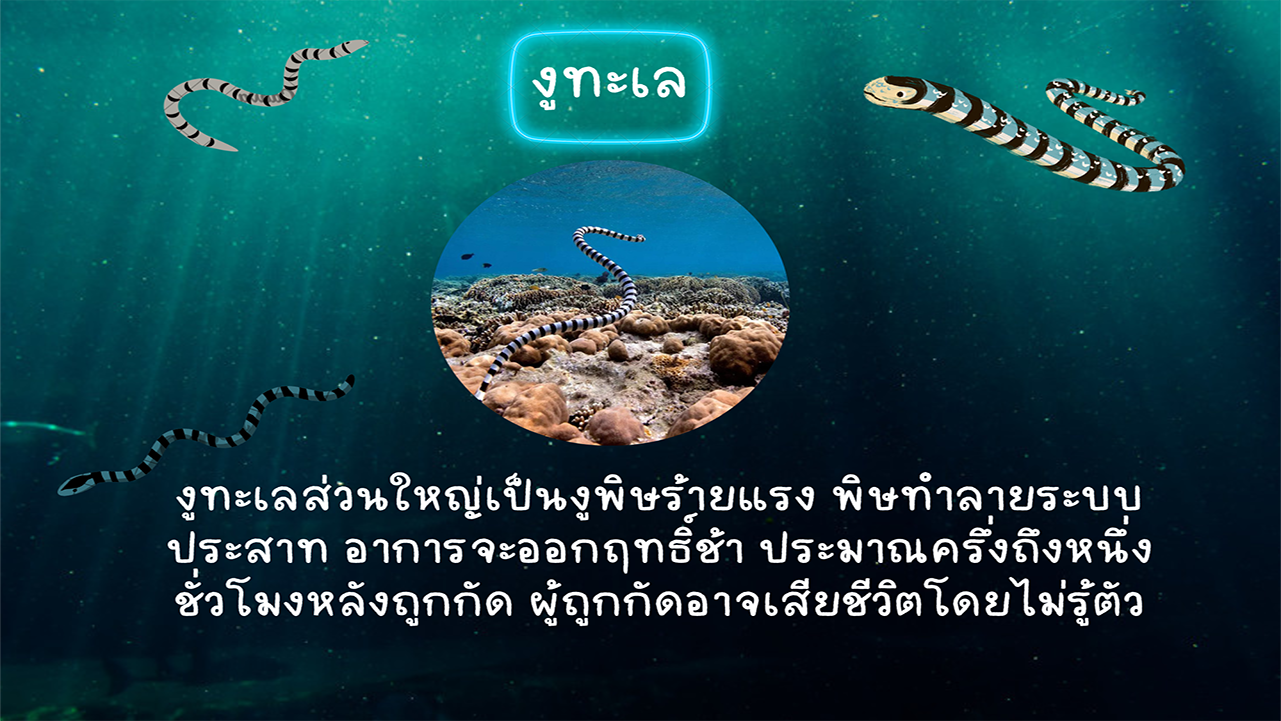 งูทะเล
งูทะเลส่วนใหญ่เป็นงูพิษร้ายแรง พิษทำลายระบบ
ประสาท อาการจะออกฤทธิ์ช้า ประมาณครึ่งถึงหนึ่ง
ชั่วโมงหลังถูกกัด ผู้ถูกกัดอาจเสียชีวิตโดยไม่รู้ตัว